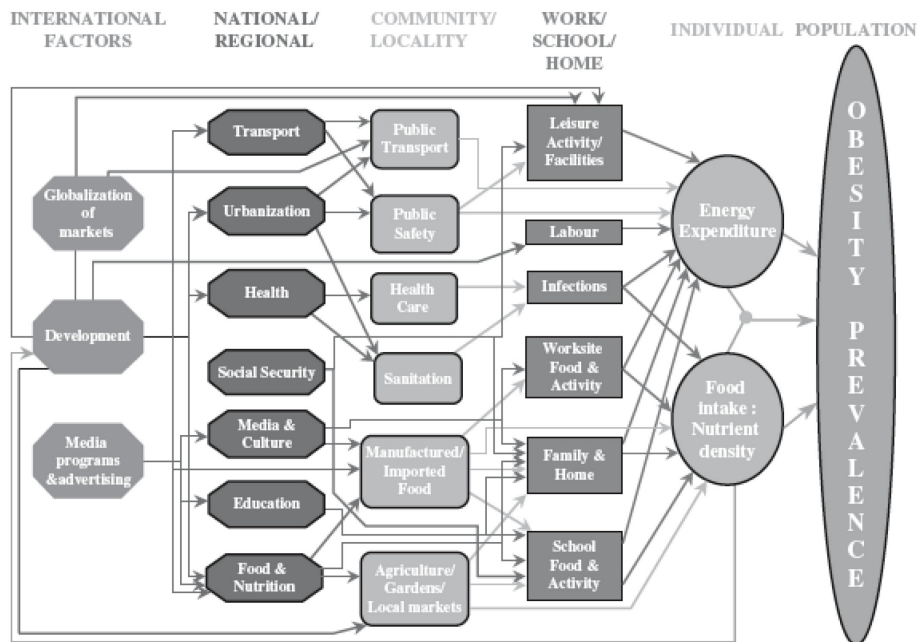 INTERNATIONAL
FACTORS
NATIONAL/
REGIONAL
COMMUNITY/
LOCALITY
WORK/
SCHOOL/
HOME
INDIVIDUAL
POPULATION
Globalization
of
markets
Development
Media
programs
&advertising
Transport
Urbanization
Health
Social Security
Media &
Culture
Education
Food &
Nutrition
Public
Transport
Public
Safety
Health
Care
Sanitation
Manufactured/
Imported
Food
Agriculture/
Gardens/
Local markets
Leisure
Activity/
Facilities
Labour
Infections
Worksite
Food &
Activity
Family &
Home
School
Food &
Activity
Energy
Expenditure
Food
intake :
Nutrient
density
OBESITY PREVALENCE